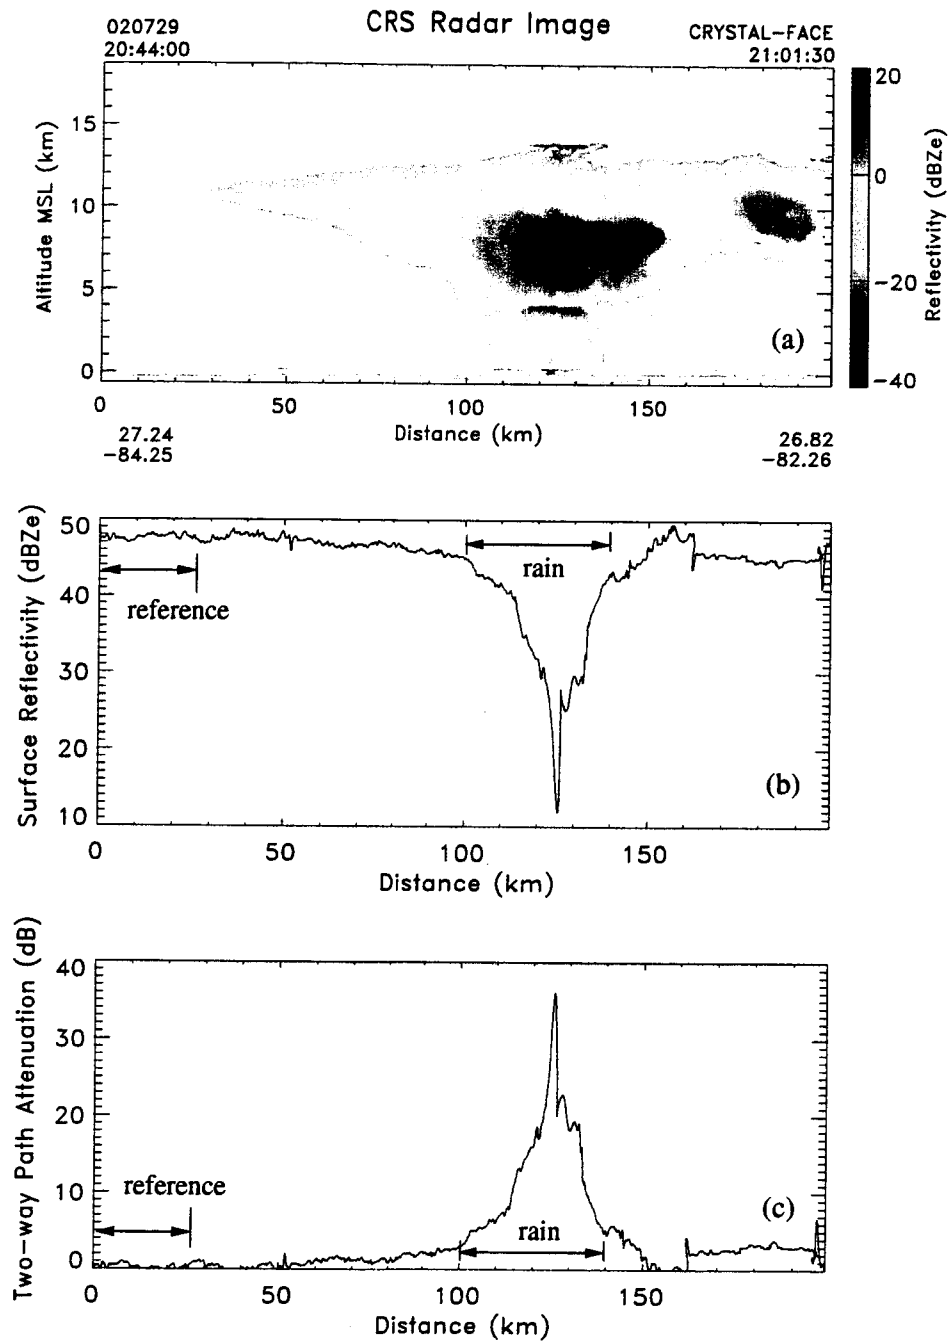 CRS Radar Image
020729
20:44:00
CRYSTAL-FACE
21:01:30
Altitude MSL (km)
15
10
5
0
0 50 100 150
Distance (km)
27.24
-84.25
26.82
-82.26
(a)
20
0
-20
-40
Reflectivity (dBZe)
Surface Reflectivity (dBZe)
50
40
30
20
10
reference
rain
(b)
0 50 100 150
Distance (km)
Two-way Path Attenuation (dB)
40
30
20
10
0
reference
rain
(c)
0 50 100 150
Distance (km)